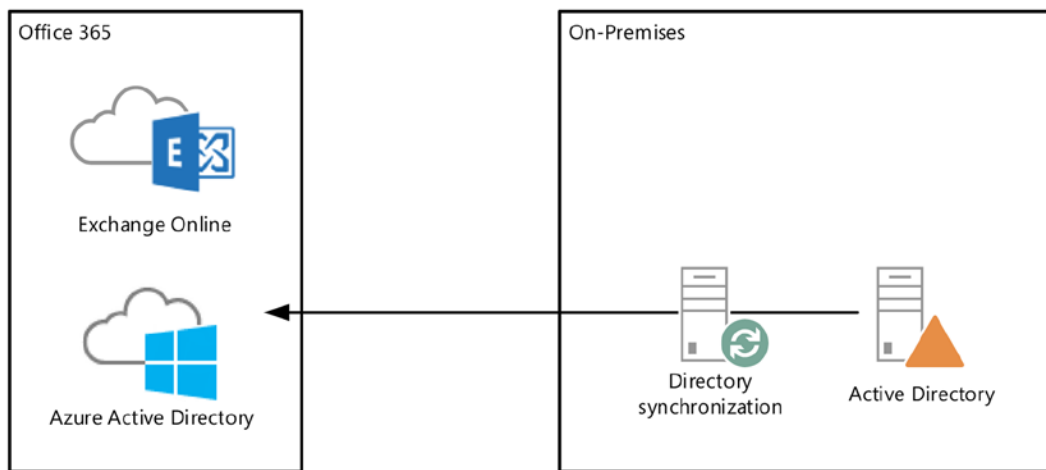 Office 365
On-Premises
E
Exchange Online
Azure Active Directory
Directory
synchronization
Active Directory